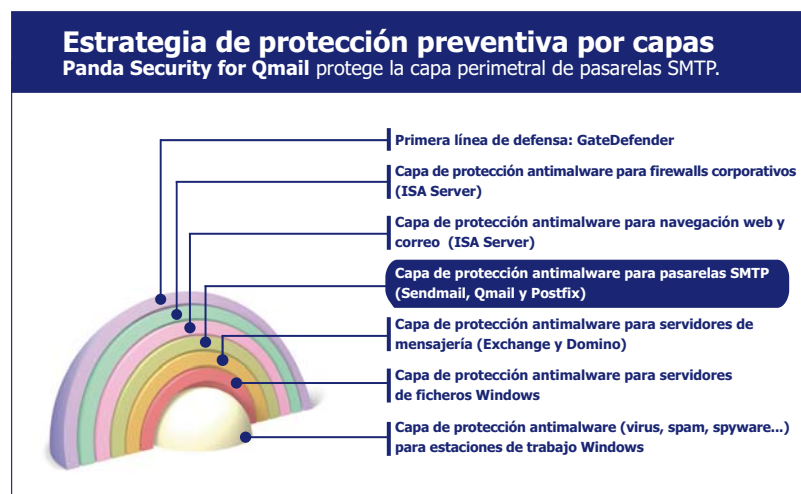 Estrategia de protección preventiva por capas
Panda Security for Qmail protege la capa perimetral de pasarelas SMTP.
Primera línea de defensa: GateDefender
Capa de protección antimalware para firewalls corporativos
(ISA Server)
Capa de protección antimalware para navegación web y
correo (ISA Server)
Capa de protección antimalware para pasarelas SMTP
(Sendmail, Qmail y Postfix)
Capa de protección antimalware para servidores de
mensajería (Exchange y Domino)
Capa de protección antimalware para servidores
de ficheros Windows
Capa de protección antimalware (virus, spam, spyware...)
para estaciones de trabajo Windows